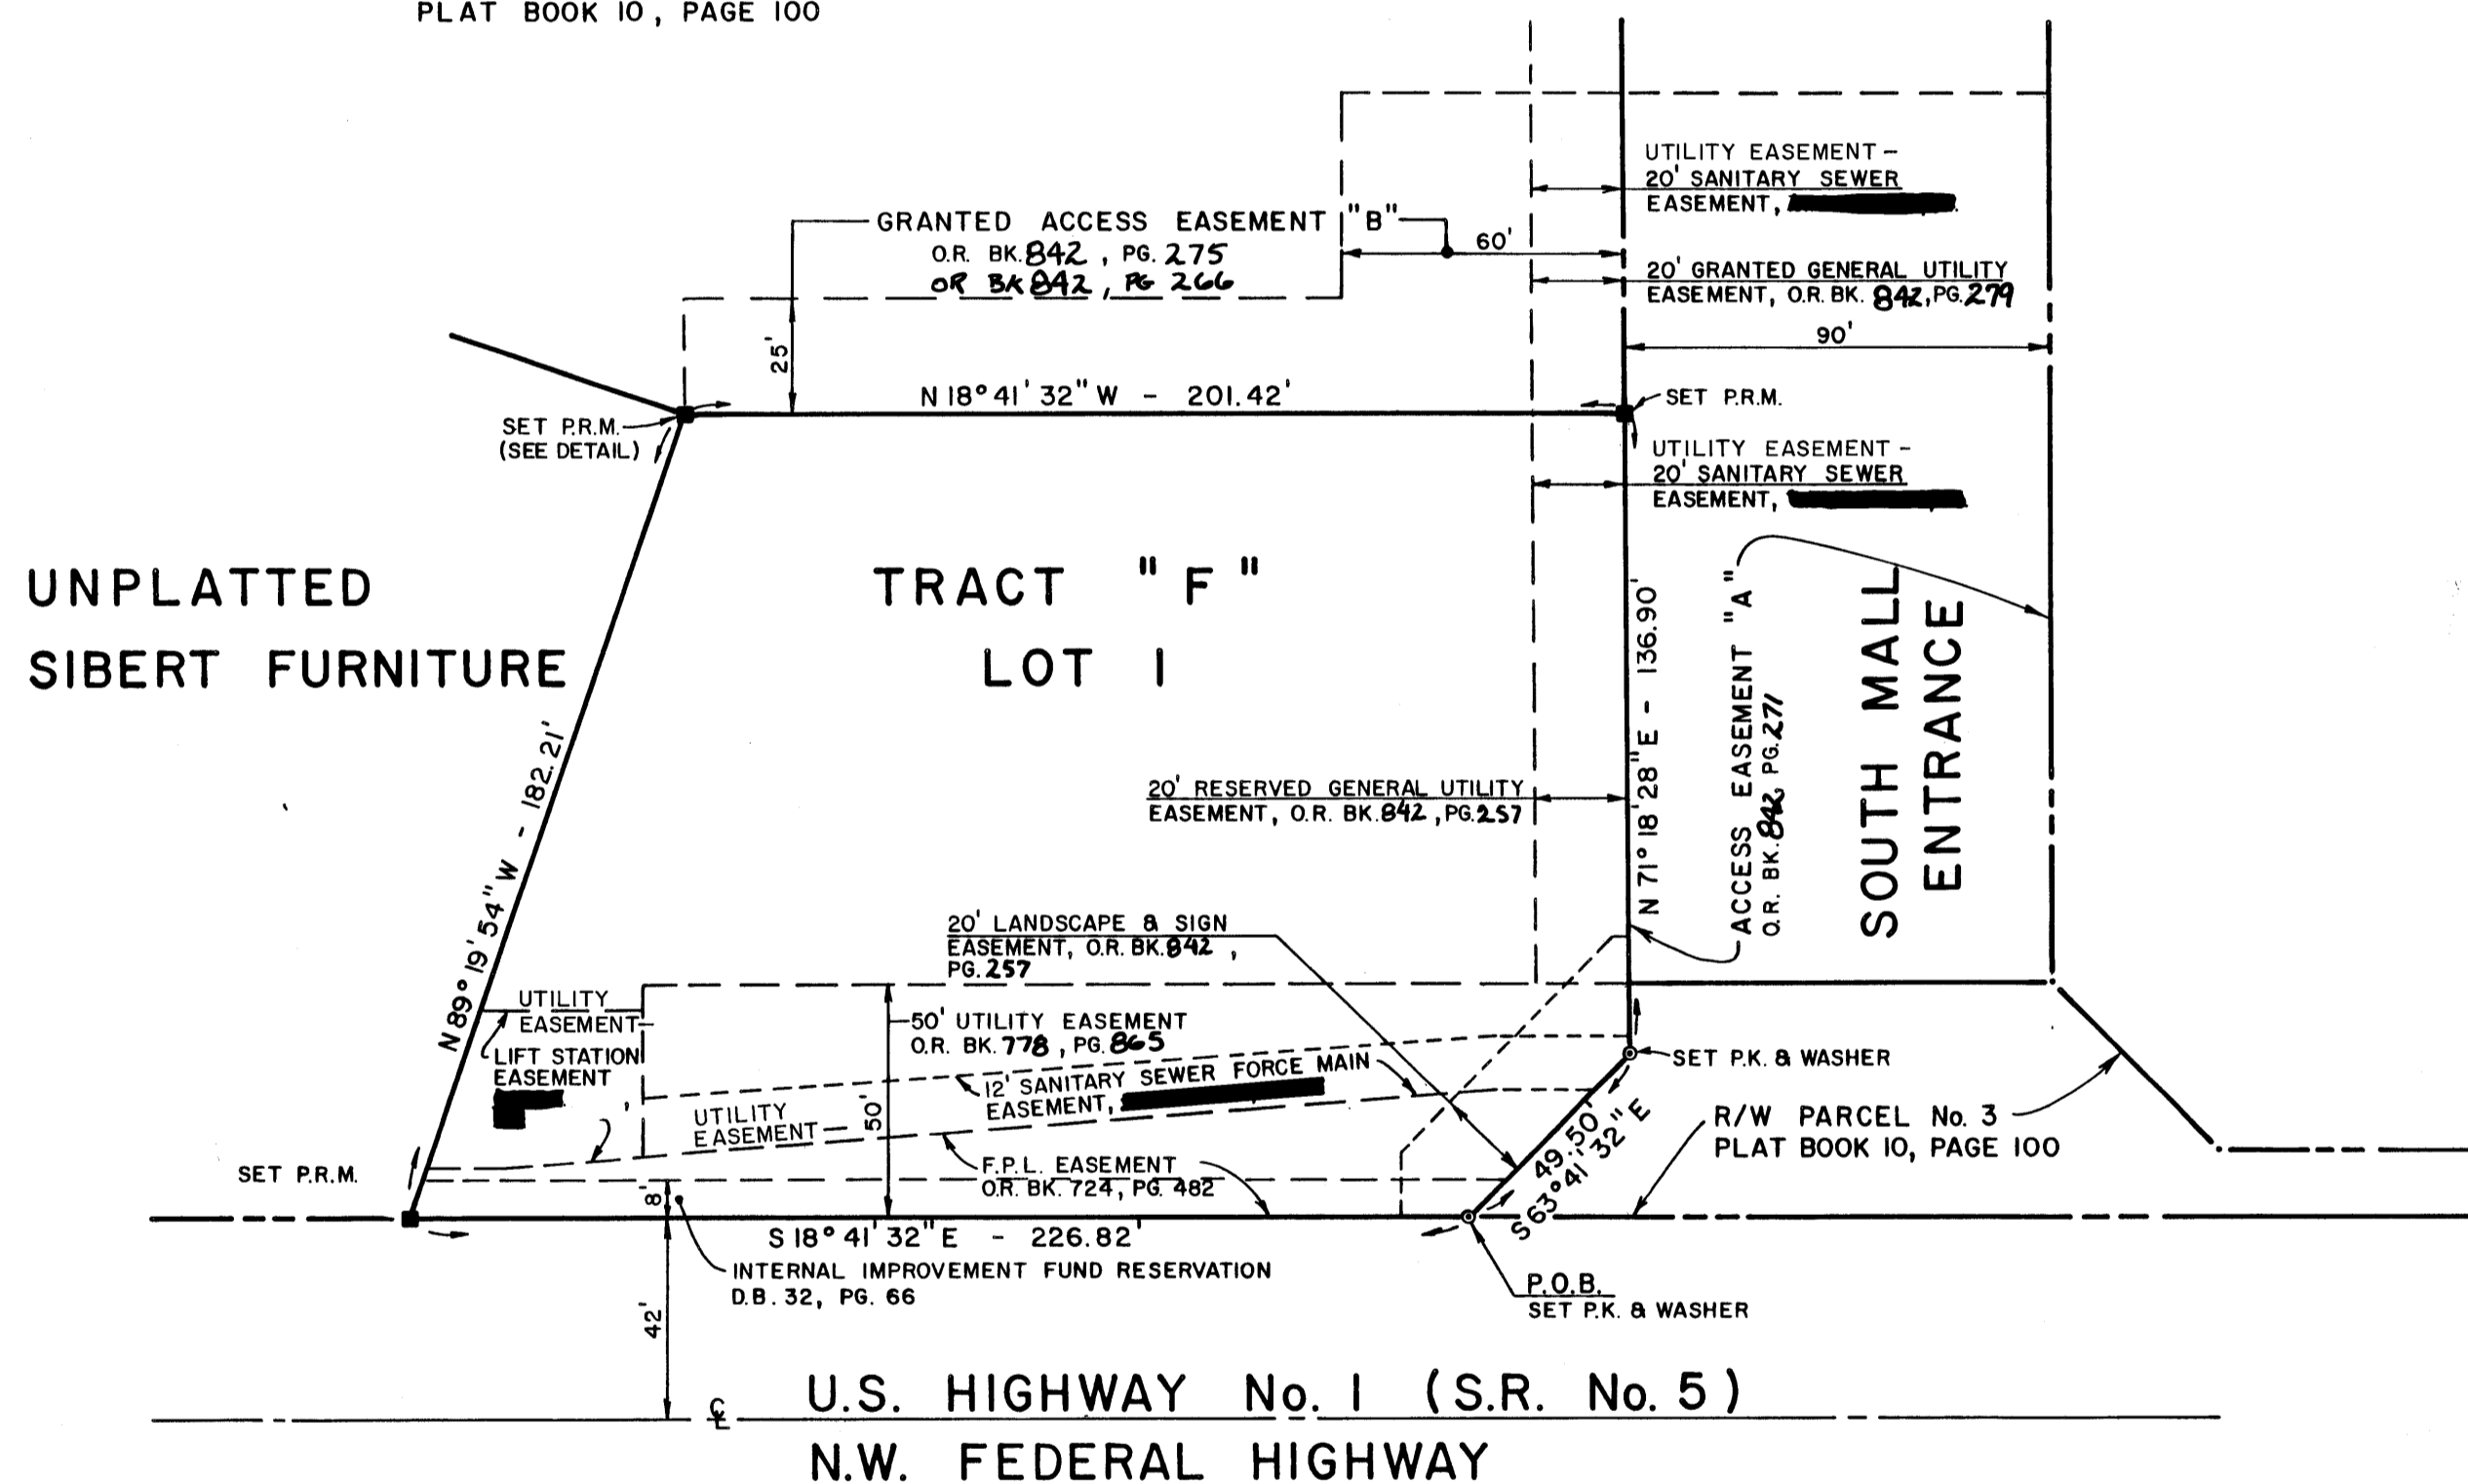 PLAT BOOK 10, PAGE 100
UTILITY EASEMENT –
20' SANITARY SEWER
EASEMENT,
GRANTED ACCESS EASEMENT "B"
O.R. BK. 842, PG. 275
OR BK 842, PG 266
60'
20' GRANTED GENERAL UTILITY
EASEMENT, O.R. BK. 842, PG. 279
90'
25'
N 18° 41' 32" W – 201.42'
SET P.R.M.
SET P.R.M.
(SEE DETAIL)
UTILITY EASEMENT –
20' SANITARY SEWER
EASEMENT,
UNPLATTED
SIBERT FURNITURE
TRACT "F"
LOT 1
N 71° 18' 28" E – 136.90'
ACCESS EASEMENT "A"
O.R. BK. 842, PG. 271
SOUTH MALL
ENTRANCE
N 89° 19' 54" W – 182.21'
20' RESERVED GENERAL UTILITY
EASEMENT, O.R. BK. 842, PG. 257
20' LANDSCAPE & SIGN
EASEMENT, O.R. BK. 842,
PG. 257
UTILITY
EASEMENT
LIFT STATION
EASEMENT
50' UTILITY EASEMENT
O.R. BK. 778, PG. 865
12' SANITARY SEWER FORCE MAIN
EASEMENT,
50'
UTILITY
EASEMENT
SET P.K. & WASHER
49.50'
S 63° 41' 32" E
R/W PARCEL No. 3
PLAT BOOK 10, PAGE 100
F.P.L. EASEMENT
O.R. BK. 724, PG. 482
SET P.R.M.
8'
S 18° 41' 32" E – 226.82'
INTERNAL IMPROVEMENT FUND RESERVATION
D.B. 32, PG. 66
P.O.B.
SET P.K. & WASHER
42'
U.S. HIGHWAY No. 1 (S.R. No. 5)
N.W. FEDERAL HIGHWAY